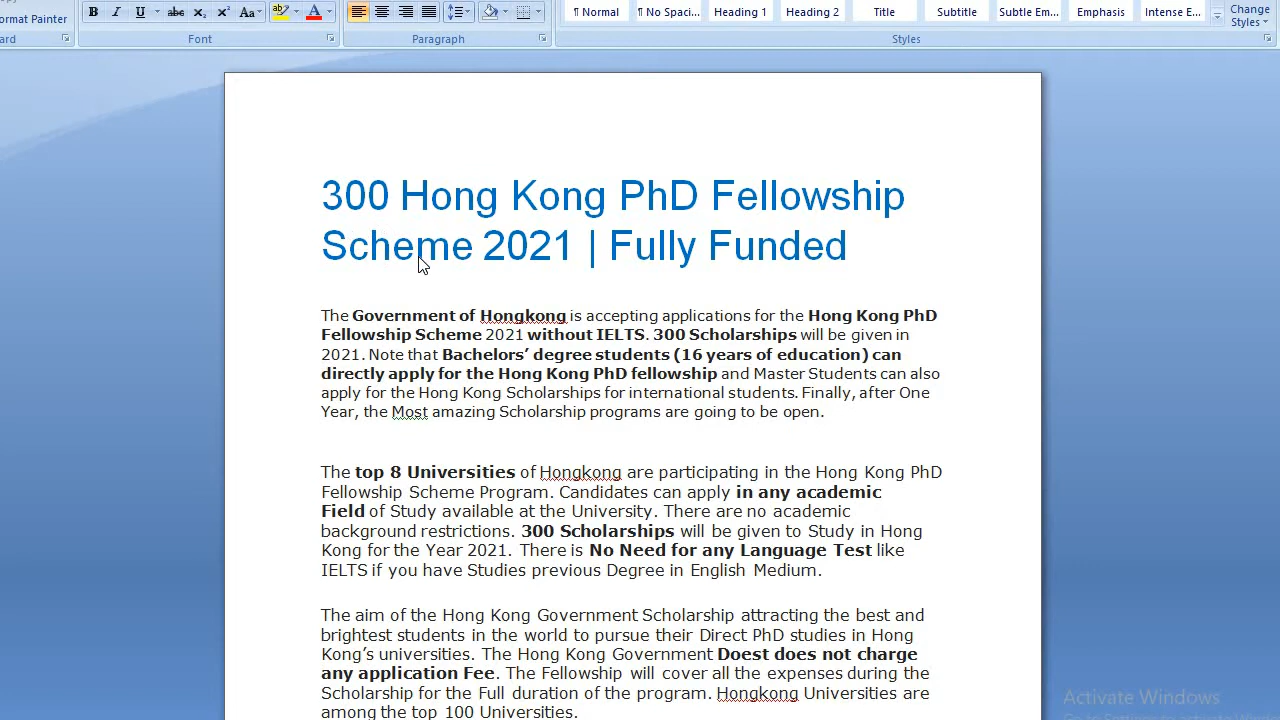 ormat Painter
B I U abc x₂ x² Aa ab A
¶ Normal ¶ No Spaci... Heading 1 Heading 2 Title Subtitle Subtle Em... Emphasis Intense E... Change
Styles
ard Font Paragraph Styles
300 Hong Kong PhD Fellowship
Scheme 2021 | Fully Funded
The Government of Hongkong is accepting applications for the Hong Kong PhD
Fellowship Scheme 2021 without IELTS. 300 Scholarships will be given in
2021. Note that Bachelors’ degree students (16 years of education) can
directly apply for the Hong Kong PhD fellowship and Master Students can also
apply for the Hong Kong Scholarships for international students. Finally, after One
Year, the Most amazing Scholarship programs are going to be open.
The top 8 Universities of Hongkong are participating in the Hong Kong PhD
Fellowship Scheme Program. Candidates can apply in any academic
Field of Study available at the University. There are no academic
background restrictions. 300 Scholarships will be given to Study in Hong
Kong for the Year 2021. There is No Need for any Language Test like
IELTS if you have Studies previous Degree in English Medium.
The aim of the Hong Kong Government Scholarship attracting the best and
brightest students in the world to pursue their Direct PhD studies in Hong
Kong’s universities. The Hong Kong Government Doest does not charge
any application Fee. The Fellowship will cover all the expenses during the
Scholarship for the Full duration of the program. Hongkong Universities are
among the top 100 Universities.
Activate Windows